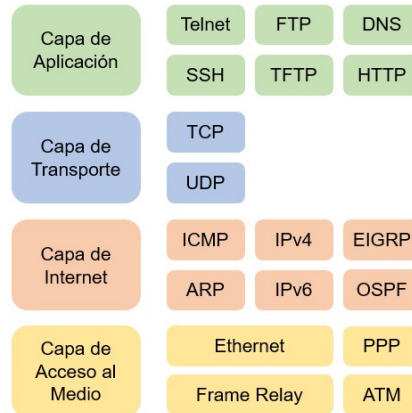 Capa de
Aplicación
Telnet FTP DNS
SSH TFTP HTTP
Capa de
Transporte
TCP
UDP
Capa de
Internet
ICMP IPv4 EIGRP
ARP IPv6 OSPF
Capa de
Acceso al
Medio
Ethernet PPP
Frame Relay ATM